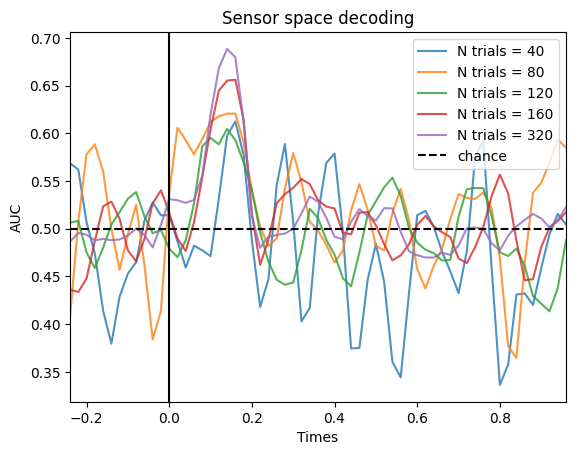 Sensor space decoding
0.70
0.65
0.60
0.55
0.50
0.45
0.40
0.35
AUC
N trials = 40
N trials = 80
N trials = 120
N trials = 160
N trials = 320
chance
−0.2
0.0
0.2
0.4
0.6
0.8
Times